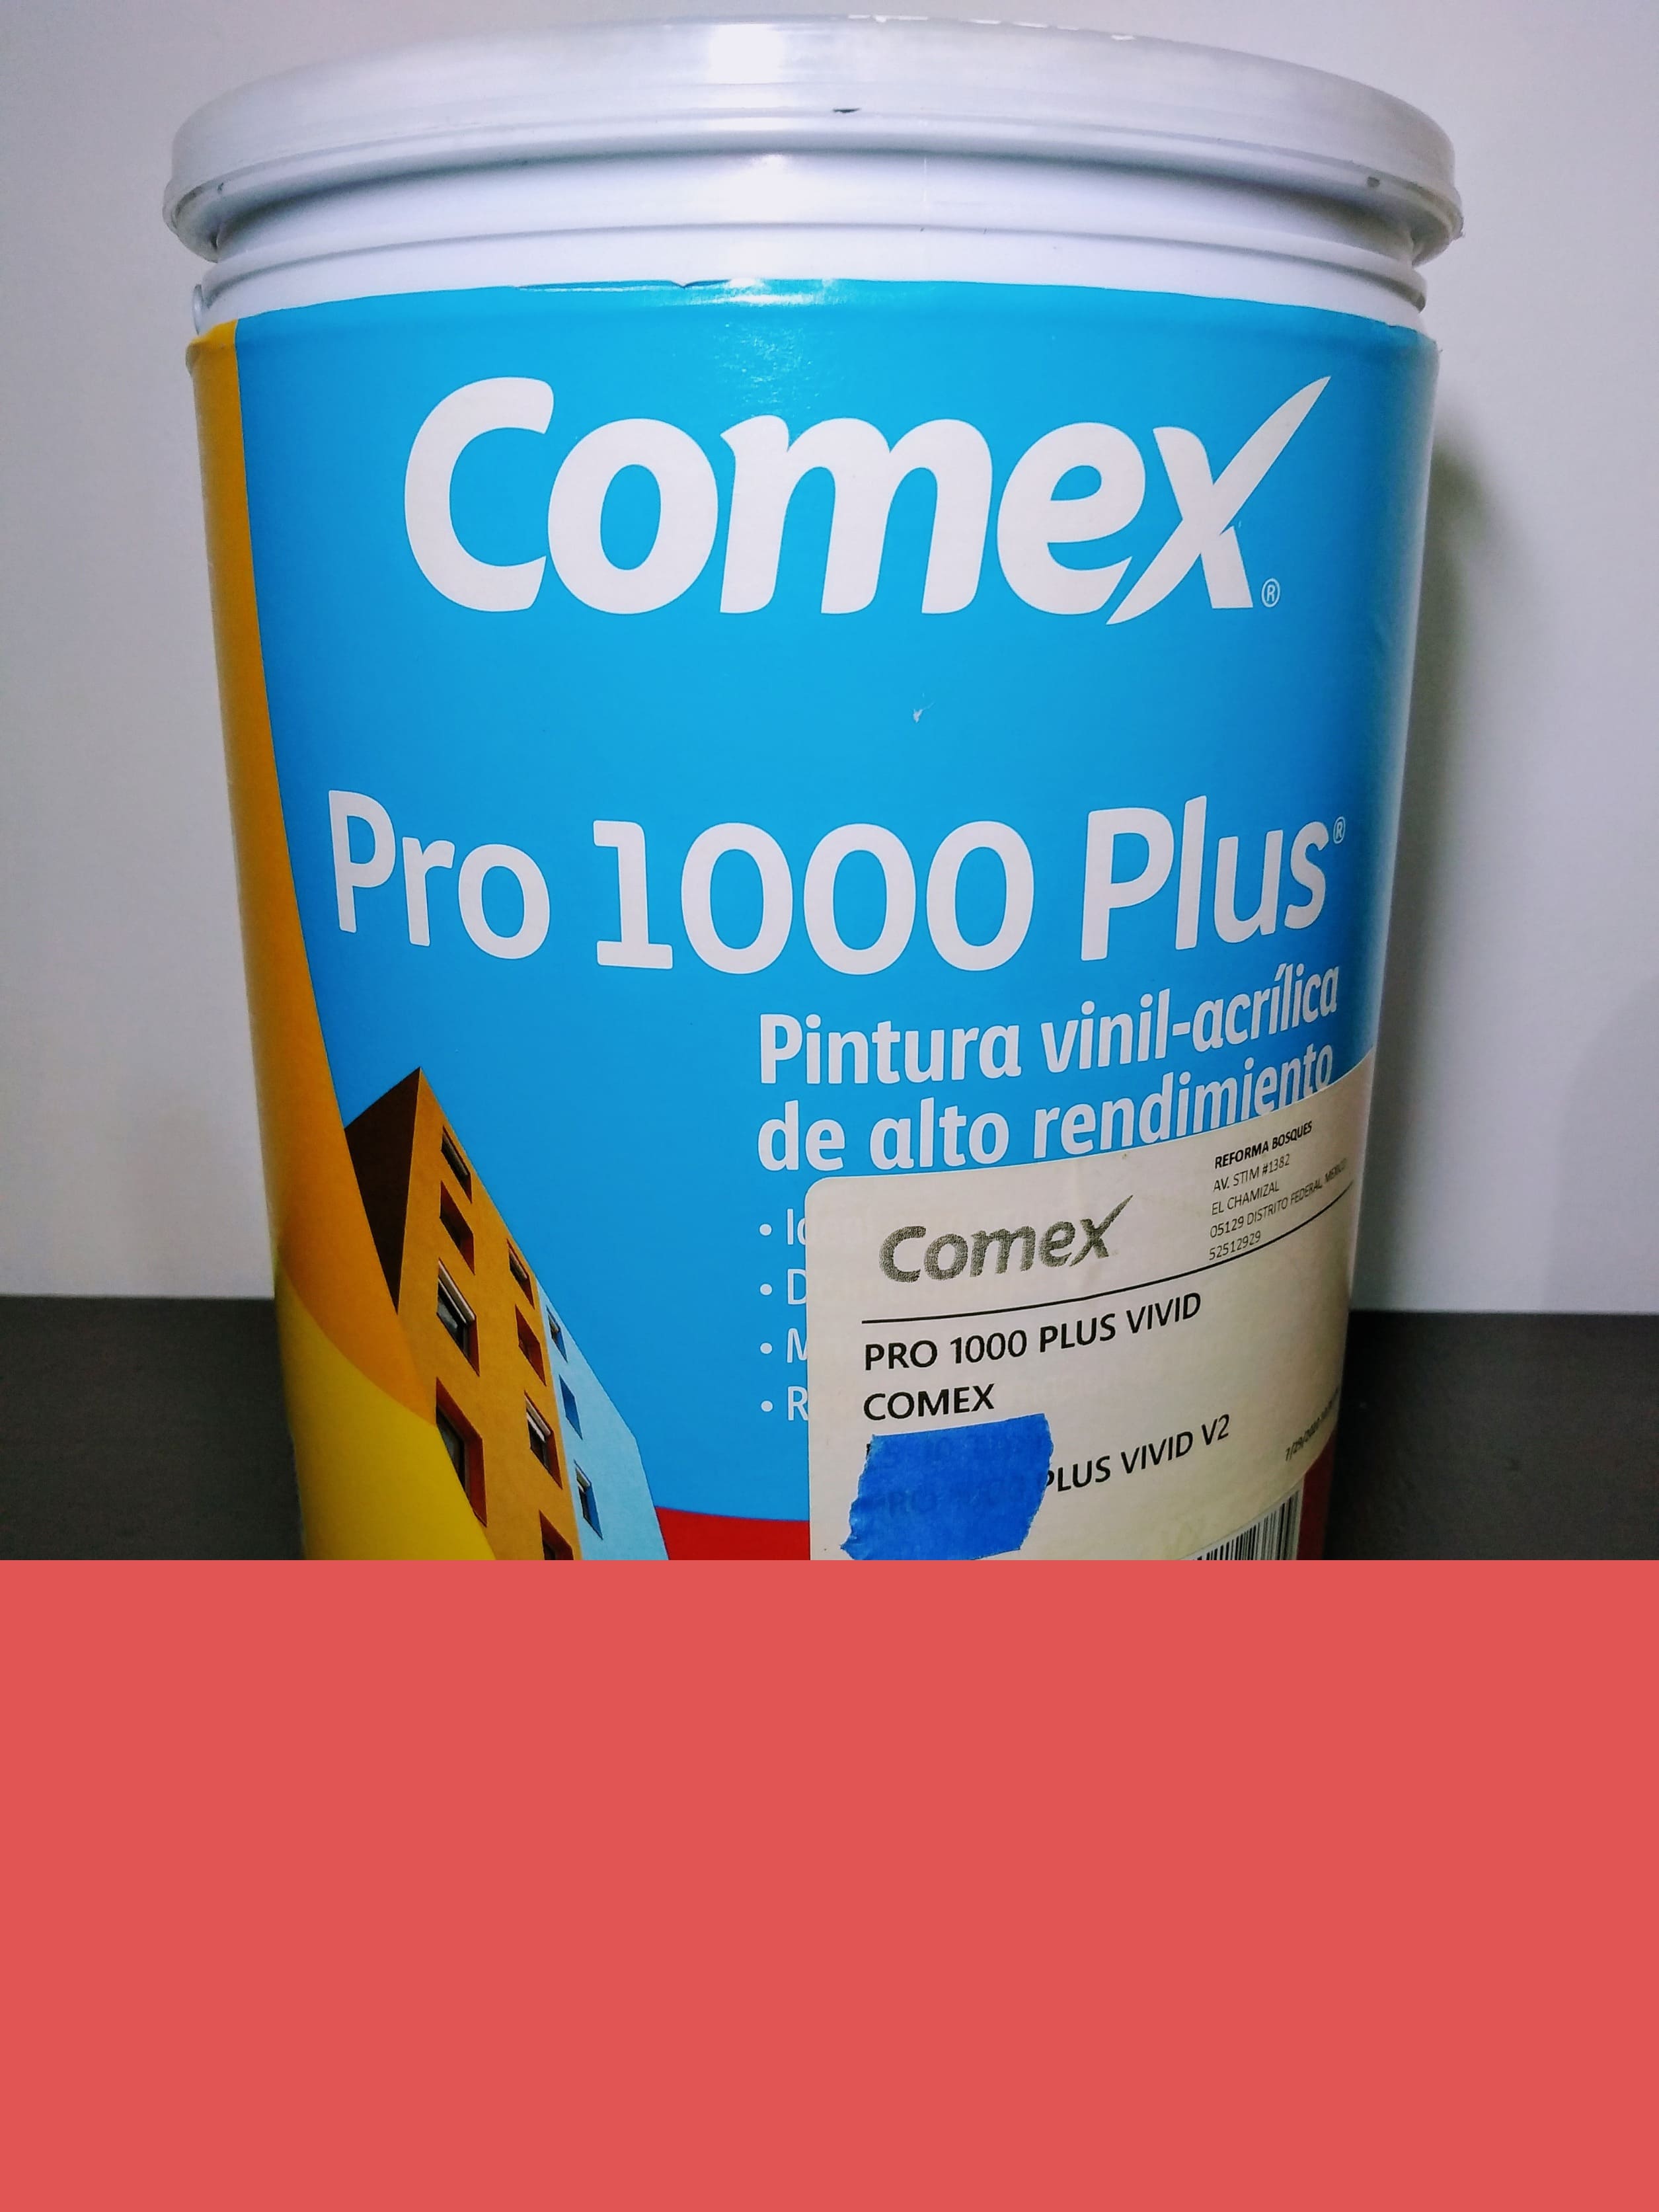 Comex®
Pro 1000 Plus®
Pintura vinil-acrílica
de alto rendimiento
REFORMA BOSQUES
AV. STIM #1382
EL CHAMIZAL
05129 DISTRITO FEDERAL, MEXICO
52512929
Comex
PRO 1000 PLUS VIVID
COMEX
PLUS VIVID V2